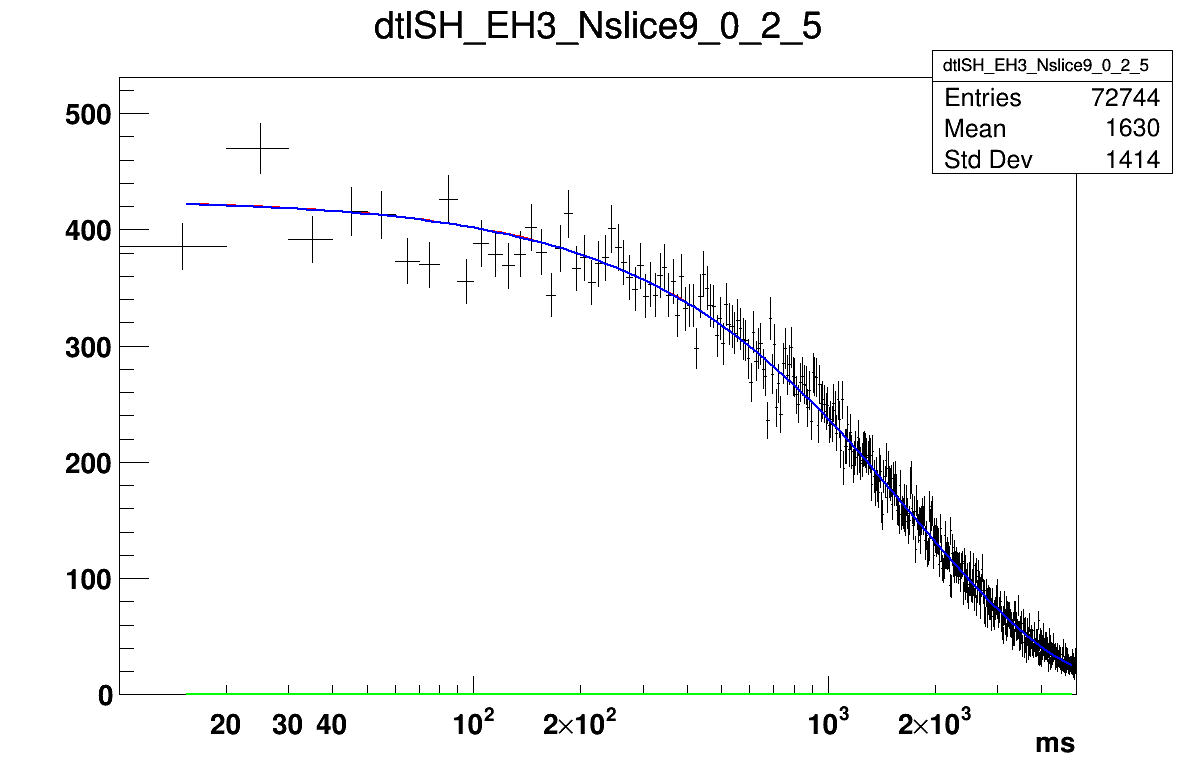 dtlSH_EH3_Nslice9_0_2_5
dtlSH_EH3_Nslice9_0_2_5
Entries 72744
Mean 1630
Std Dev 1414
500
400
300
200
100
0
20 30 40 10² 2×10² 10³ 2×10³
ms